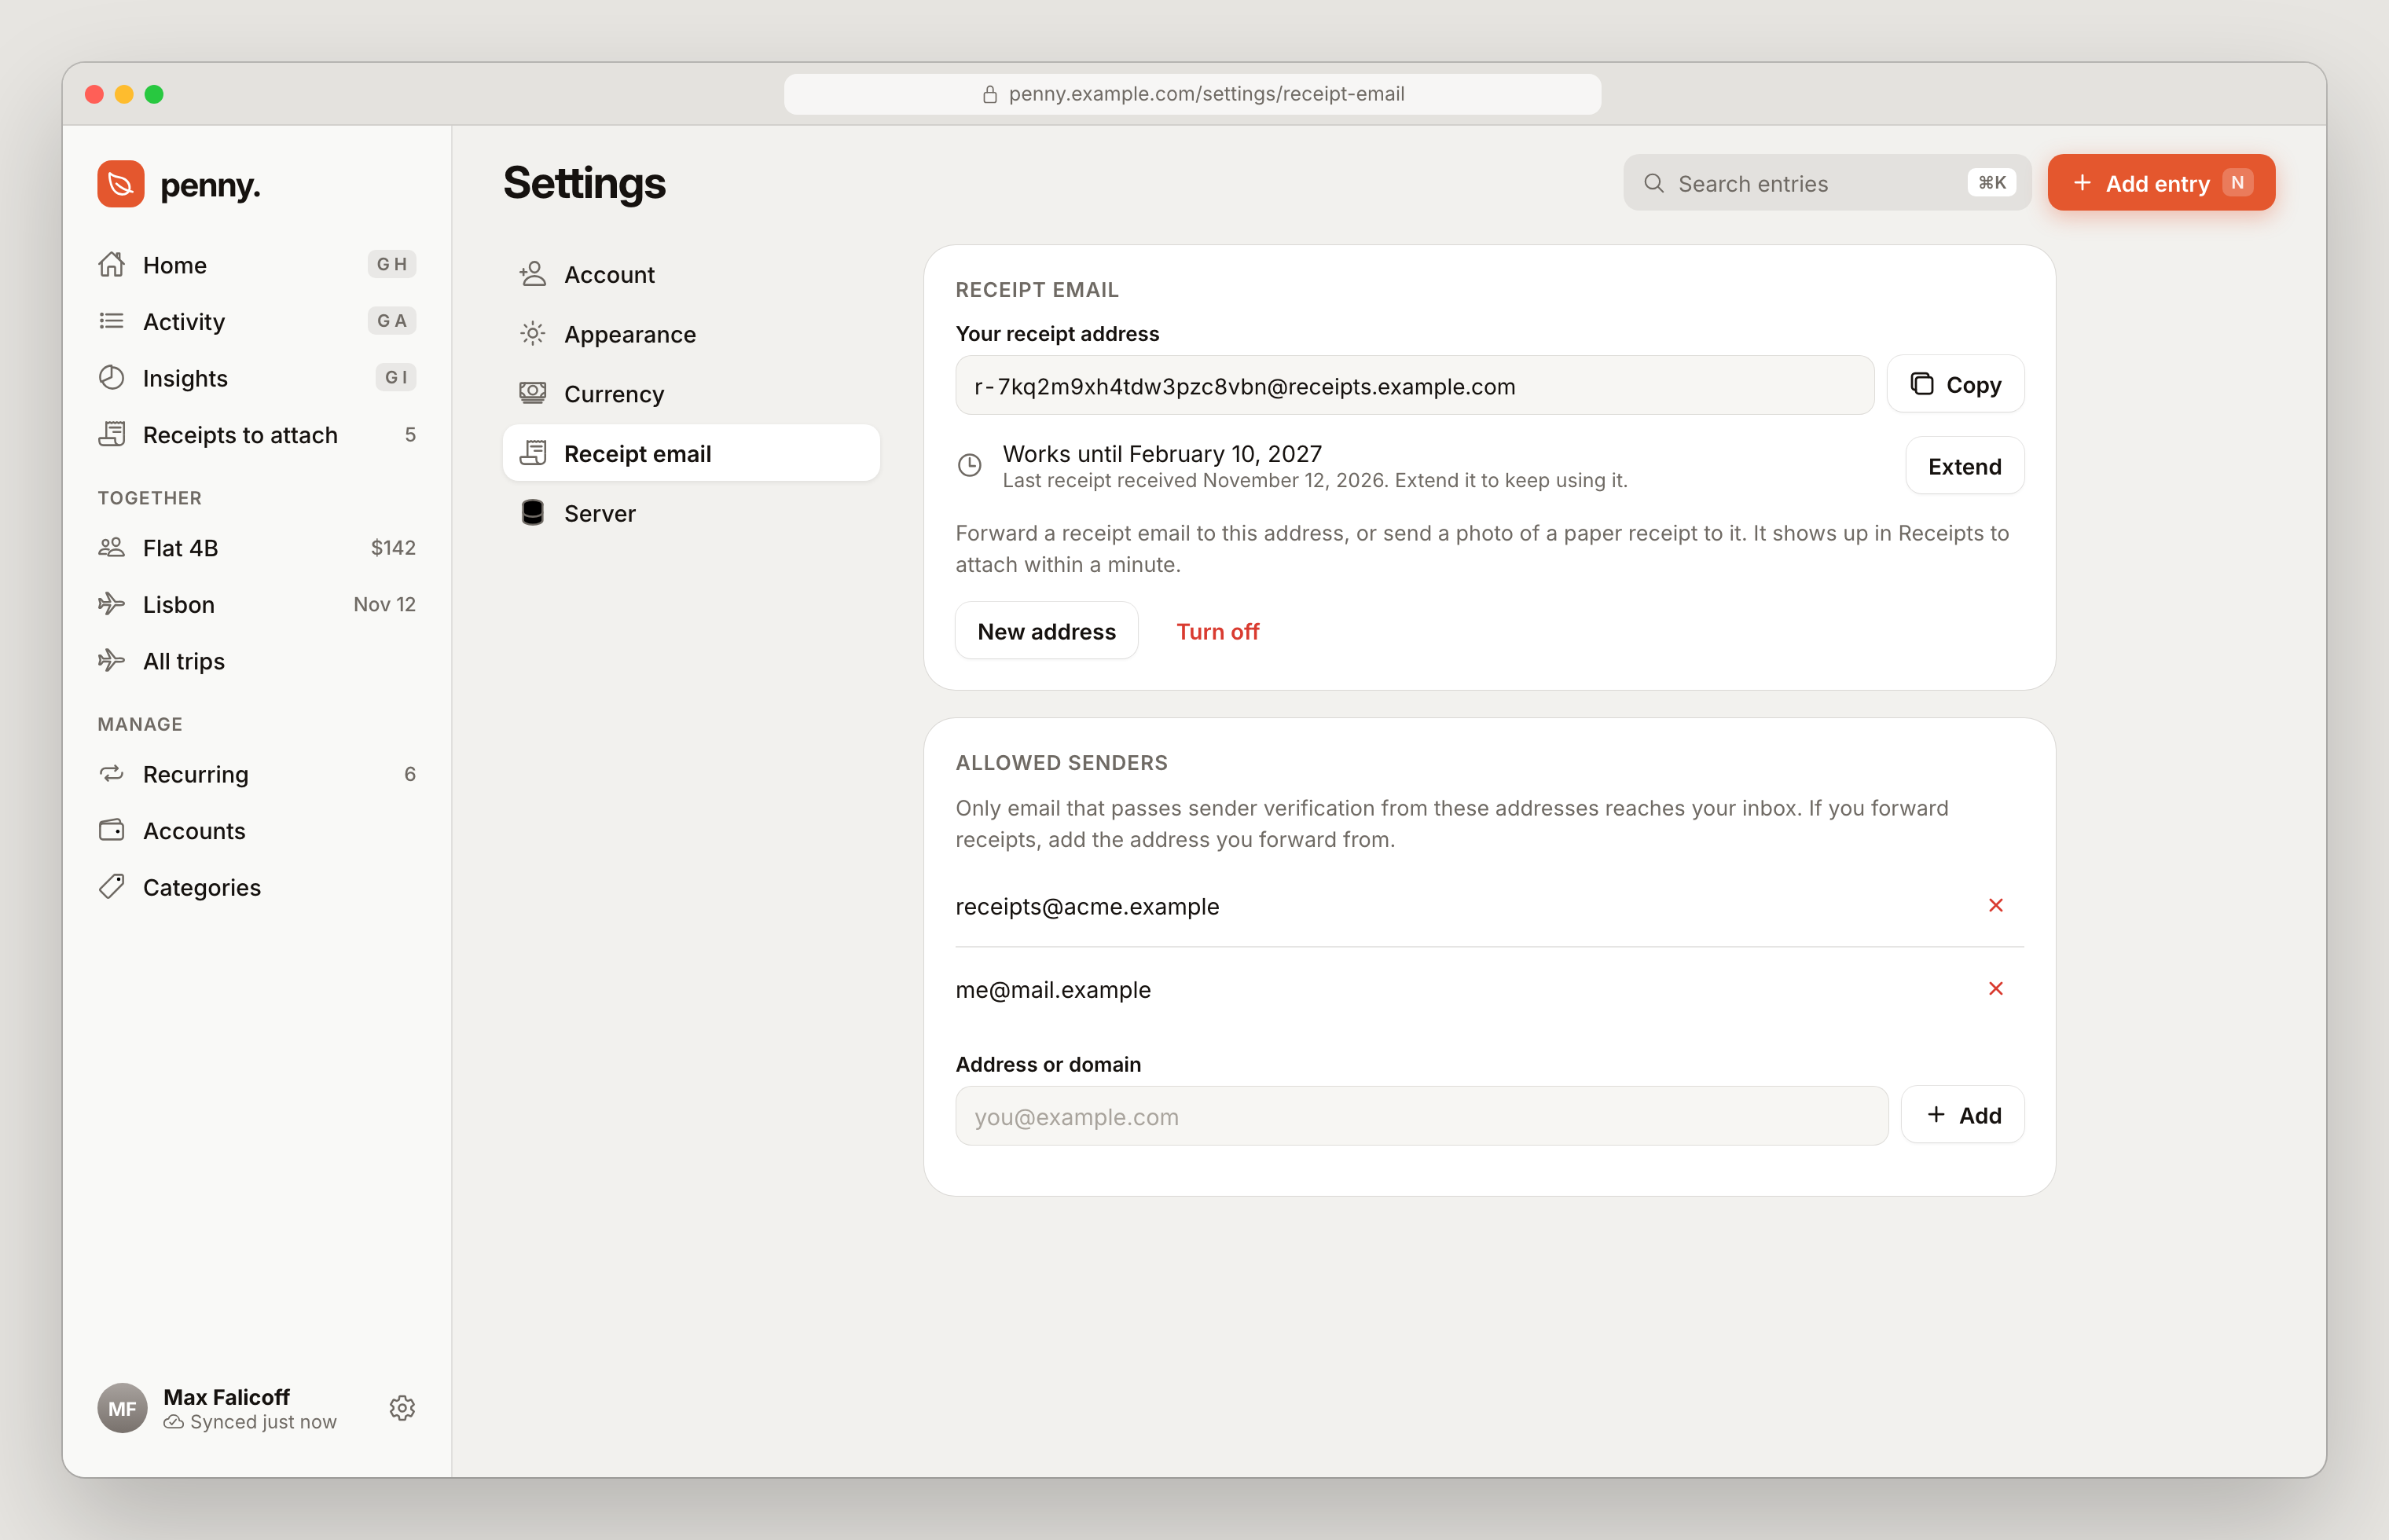 penny.example.com/settings/receipt-email
penny.
Home G H
Activity G A
Insights G I
Receipts to attach 5
TOGETHER
Flat 4B $142
Lisbon Nov 12
All trips
MANAGE
Recurring 6
Accounts
Categories
MF
Max Falicoff
Synced just now
Settings
Search entries ⌘K
Add entry N
Account
Appearance
Currency
Receipt email
Server
RECEIPT EMAIL
Your receipt address
r-7kq2m9xh4tdw3pzc8vbn@receipts.example.com
Copy
Works until February 10, 2027
Last receipt received November 12, 2026. Extend it to keep using it.
Extend
Forward a receipt email to this address, or send a photo of a paper receipt to it. It shows up in Receipts to
attach within a minute.
New address
Turn off
ALLOWED SENDERS
Only email that passes sender verification from these addresses reaches your inbox. If you forward
receipts, add the address you forward from.
receipts@acme.example
me@mail.example
Address or domain
you@example.com
Add